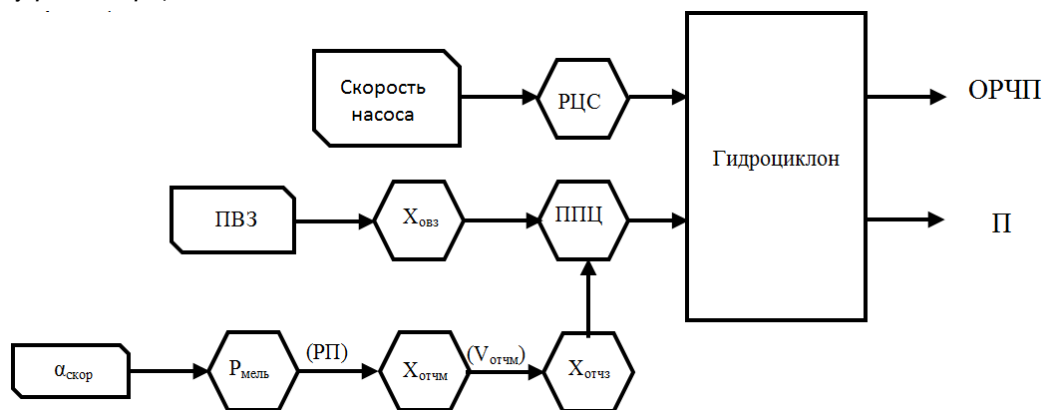 Скорость
насоса
РЦС
Гидроциклон
ОРЧП
ПВЗ
Xовз
ППЦ
П
αскор
Pмель
(РП)
Xотчм
(Vотчм)
Xотчз